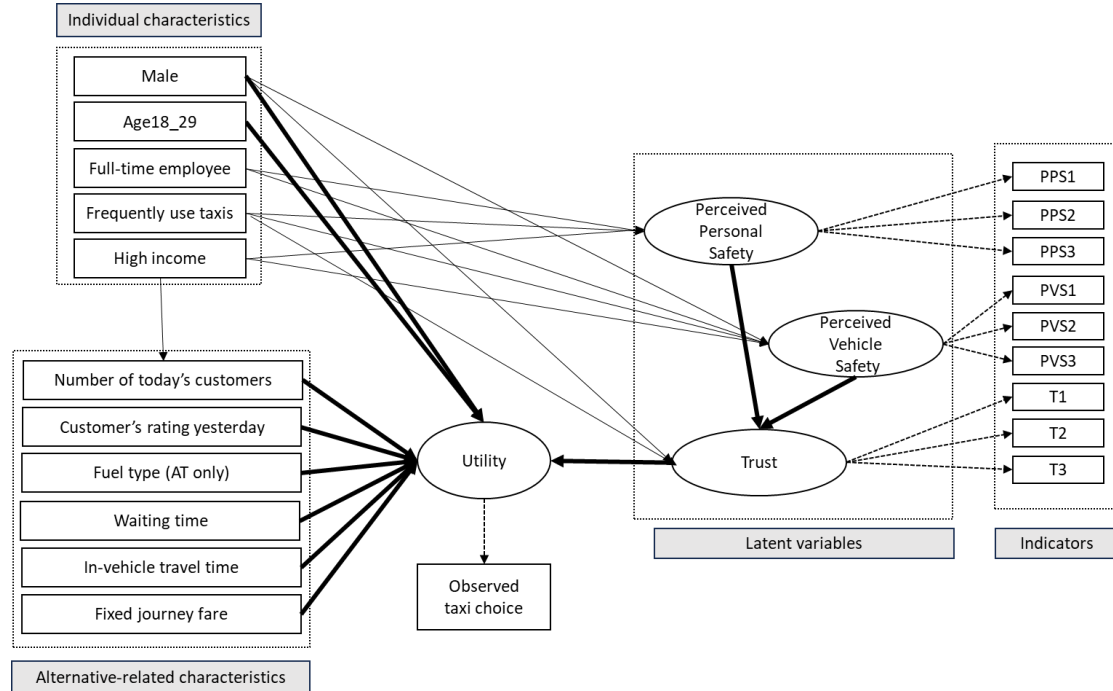 Individual characteristics
Male
Age18_29
Full-time employee
Frequently use taxis
High income
Number of today's customers
Customer's rating yesterday
Fuel type (AT only)
Waiting time
In-vehicle travel time
Fixed journey fare
Alternative-related characteristics
Utility
Observed
taxi choice
Perceived
Personal
Safety
Perceived
Vehicle
Safety
Trust
Latent variables
PPS1
PPS2
PPS3
PVS1
PVS2
PVS3
T1
T2
T3
Indicators